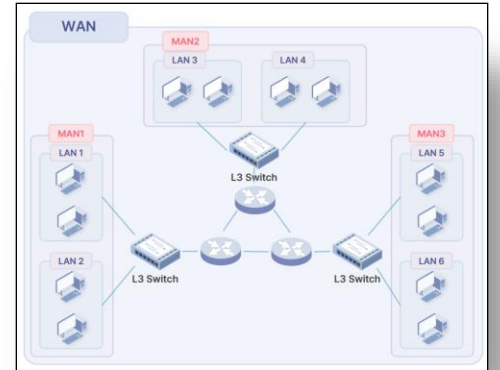 WAN
MAN2
LAN 3
LAN 4
L3 Switch
MAN1
LAN 1
LAN 2
L3 Switch
MAN3
LAN 5
LAN 6
L3 Switch